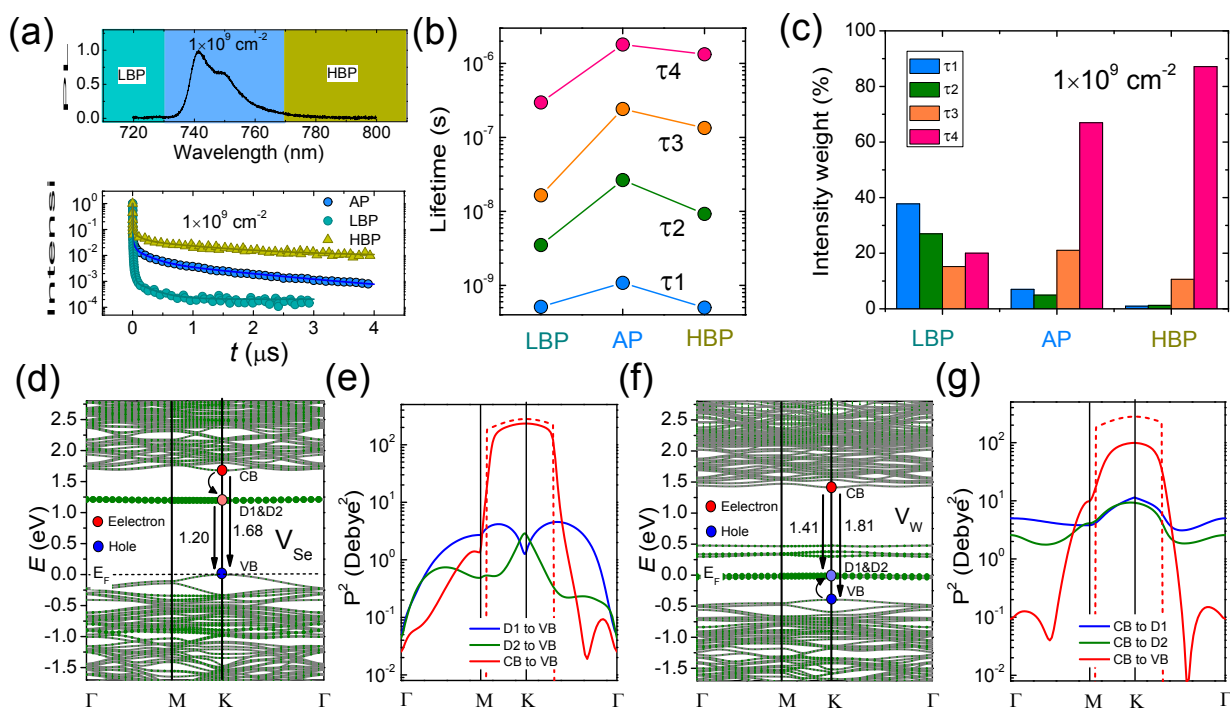 (a)
1.0
0.5
0.0
1×10⁹ cm⁻²
LBP
HBP
720 740 760 780 800
Wavelength (nm)
Intensi
10⁰
10⁻¹
10⁻²
10⁻³
10⁻⁴
1×10⁹ cm⁻²
AP
LBP
HBP
0 1 2 3 4
t (μs)
(b)
Lifetime (s)
10⁻⁶
10⁻⁷
10⁻⁸
10⁻⁹
τ4
τ3
τ2
τ1
LBP AP HBP
(c)
Intensity weight (%)
100
80
60
40
20
0
τ1
τ2
τ3
τ4
1×10⁹ cm⁻²
LBP AP HBP
(d)
E (eV)
2.5
2.0
1.5
1.0
0.5
0.0
-0.5
-1.0
-1.5
CB
D1&D2
1.20
1.68
V_Se
Eelectron
Hole
E_F
VB
Γ M K Γ
(e)
P² (Debye²)
10²
10¹
10⁰
10⁻¹
10⁻²
D1 to VB
D2 to VB
CB to VB
Γ M K Γ
(f)
E (eV)
2.5
2.0
1.5
1.0
0.5
0.0
-0.5
-1.0
-1.5
CB
Eelectron
Hole
1.41
1.81
V_W
E_F
D1&D2
VB
Γ M K Γ
(g)
P² (Debye²)
10²
10¹
10⁰
10⁻¹
10⁻²
CB to D1
CB to D2
CB to VB
Γ M K Γ